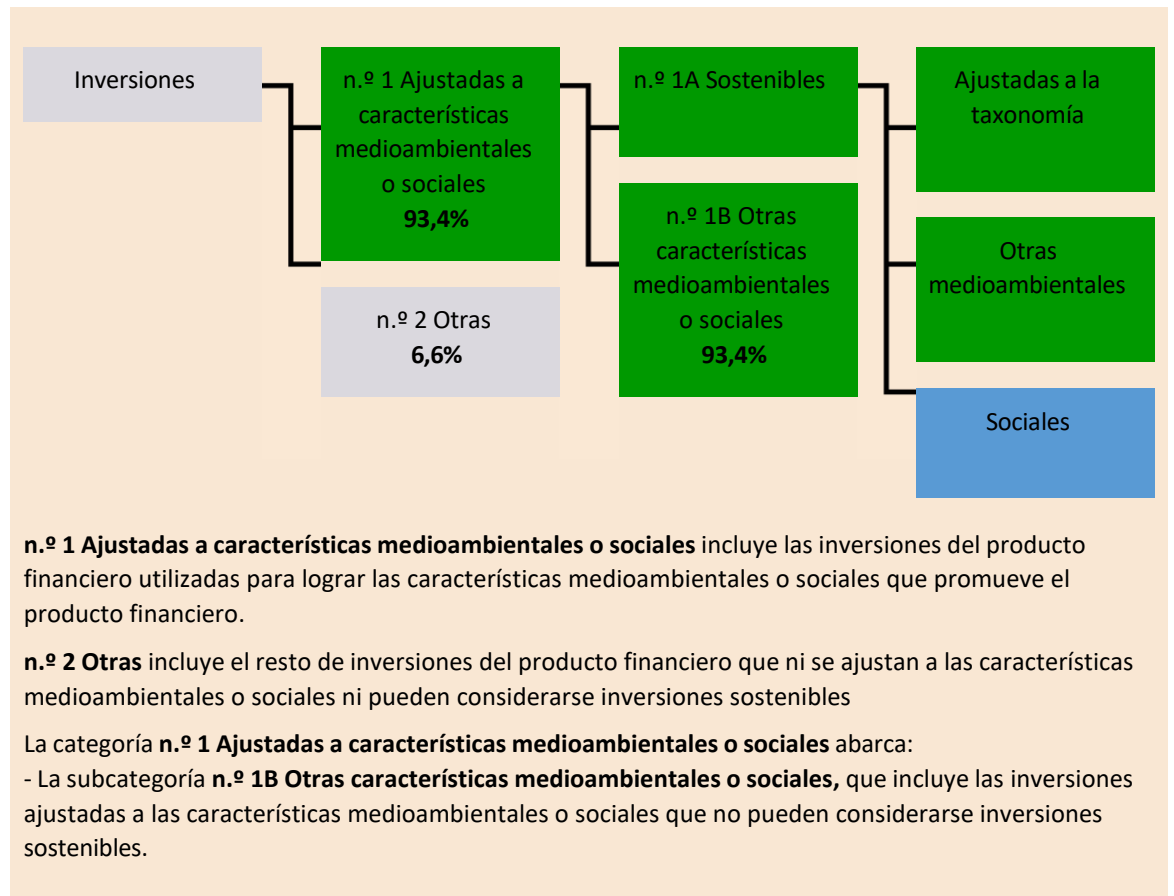 Inversiones
n.º 1 Ajustadas a
características
medioambientales
o sociales
93,4%
n.º 2 Otras
6,6%
n.º 1A Sostenibles
n.º 1B Otras
características
medioambientales
o sociales
93,4%
Ajustadas a la
taxonomía
Otras
medioambientales
Sociales
n.º 1 Ajustadas a características medioambientales o sociales incluye las inversiones del producto
financiero utilizadas para lograr las características medioambientales o sociales que promueve el
producto financiero.
n.º 2 Otras incluye el resto de inversiones del producto financiero que ni se ajustan a las características
medioambientales o sociales ni pueden considerarse inversiones sostenibles
La categoría n.º 1 Ajustadas a características medioambientales o sociales abarca:
- La subcategoría n.º 1B Otras características medioambientales o sociales, que incluye las inversiones
ajustadas a las características medioambientales o sociales que no pueden considerarse inversiones
sostenibles.